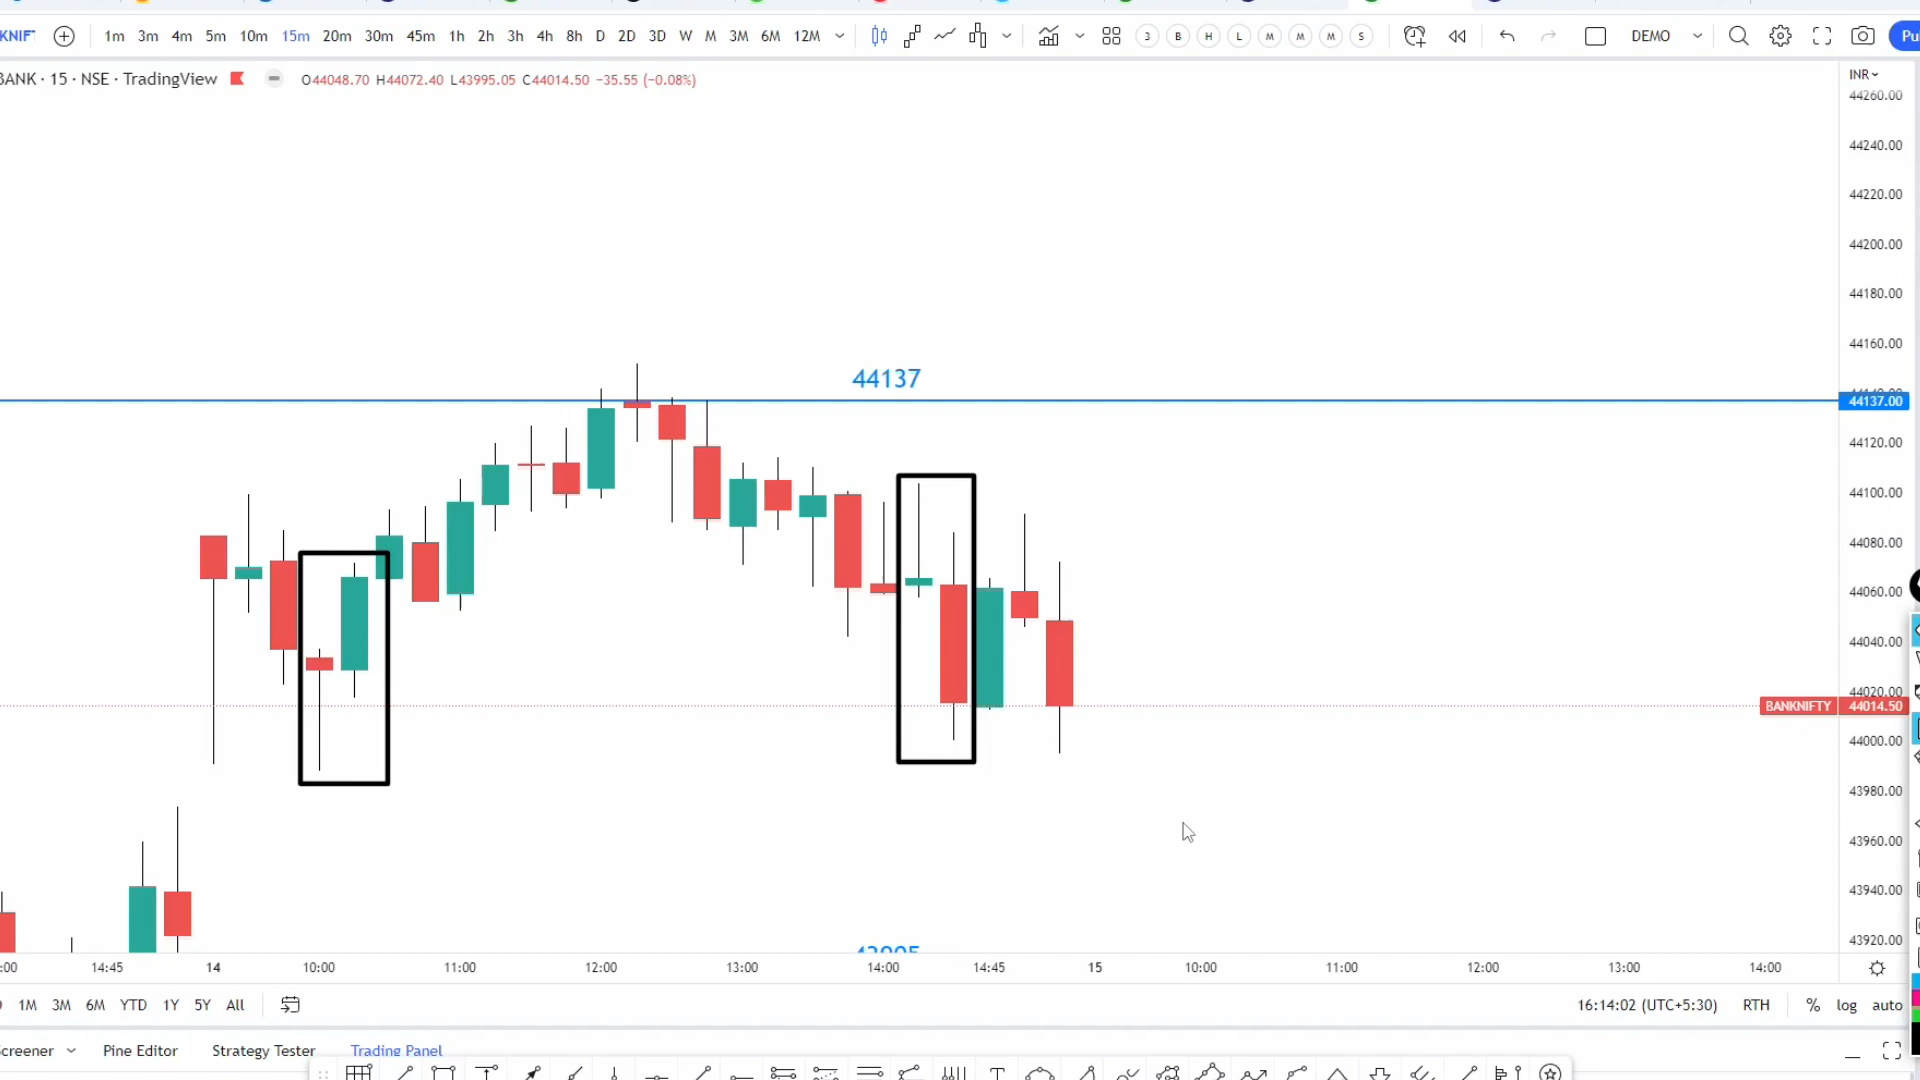 1m 3m 4m 5m 10m 15m 20m 30m 45m 1h 2h 3h 4h 8h D 2D 3D W M 3M 6M 12M 3 B H L M M M S DEMO
BANK · 15 · NSE · TradingView O44048.70 H44072.40 L43995.05 C44014.50 −35.55 (−0.08%)
INR
44260.00
44240.00
44220.00
44200.00
44180.00
44160.00
44137
44137.00
44120.00
44100.00
44080.00
44060.00
44040.00
44020.00
BANKNIFTY 44014.50
44000.00
43980.00
43960.00
43940.00
43920.00
14:45 14 10:00 11:00 12:00 13:00 14:00 14:45 15 10:00 11:00 12:00 13:00 14:00
1M 3M 6M YTD 1Y 5Y All 16:14:02 (UTC+5:30) RTH % log auto
Pine Editor Strategy Tester Trading Panel